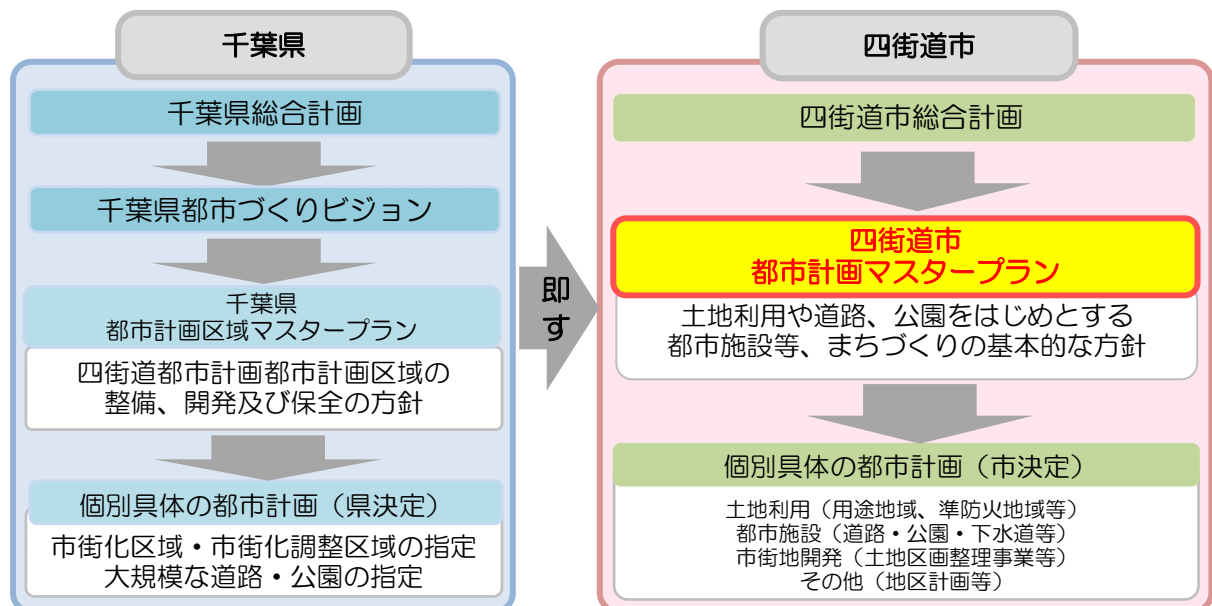 千葉県
千葉県総合計画
千葉県都市づくりビジョン
千葉県
都市計画区域マスタープラン
四街道都市計画都市計画区域の
整備、開発及び保全の方針
個別具体の都市計画（県決定）
市街化区域・市街化調整区域の指定
大規模な道路・公園の指定
即
す
四街道市
四街道市総合計画
四街道市
都市計画マスタープラン
土地利用や道路、公園をはじめとする
都市施設等、まちづくりの基本的な方針
個別具体の都市計画（市決定）
土地利用（用途地域、準防火地域等）
都市施設（道路・公園・下水道等）
市街地開発（土地区画整理事業等）
その他（地区計画等）